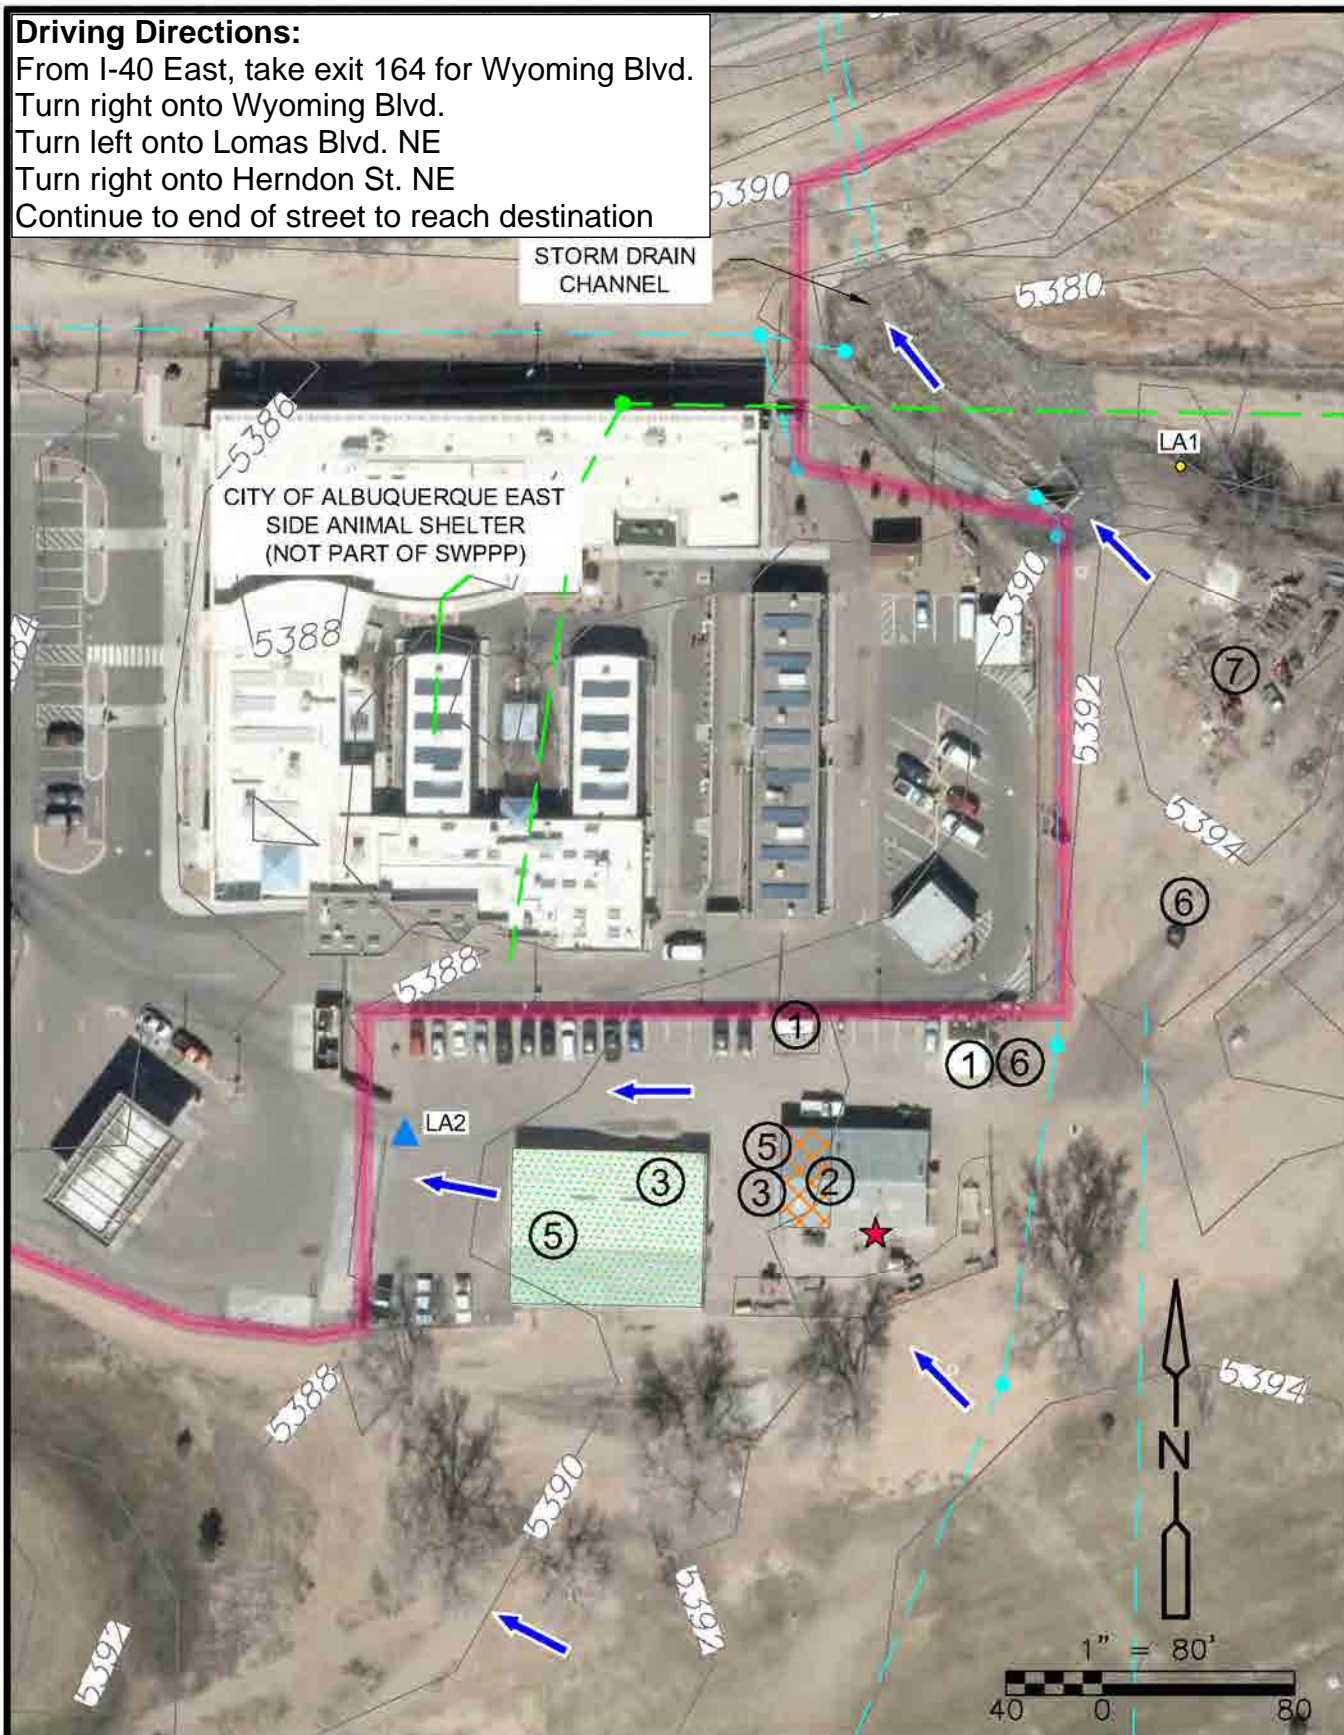 Driving Directions:
From I-40 East, take exit 164 for Wyoming Blvd.
Turn right onto Wyoming Blvd.
Turn left onto Lomas Blvd. NE
Turn right onto Herndon St. NE
Continue to end of street to reach destination
5390
STORM DRAIN
CHANNEL
5380
5386
LA1
CITY OF ALBUQUERQUE EAST
SIDE ANIMAL SHELTER
(NOT PART OF SWPPP)
5390
5388
7
5392
5394
6
5388
1
1
6
LA2
5
3
3
2
5
5388
5394
5390
N
5392
5392
1" = 80'
40 0 80